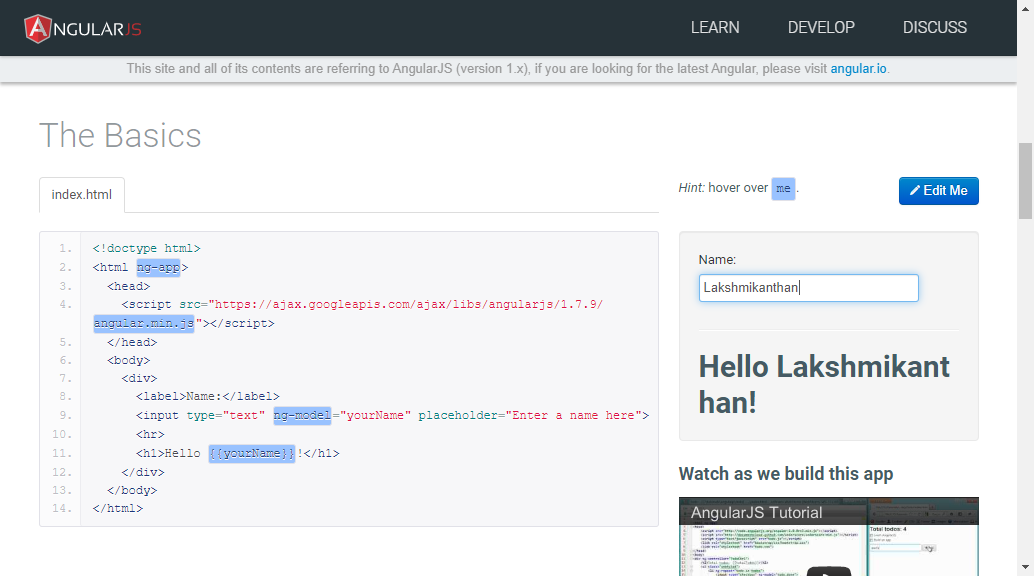 ANGULARJS LEARN DEVELOP DISCUSS
This site and all of its contents are referring to AngularJS (version 1.x), if you are looking for the latest Angular, please visit angular.io.
The Basics
index.html
1. <!doctype html>
2. <html ng-app>
3. <head>
4. <script src="https://ajax.googleapis.com/ajax/libs/angularjs/1.7.9/
angular.min.js"></script>
5. </head>
6. <body>
7. <div>
8. <label>Name:</label>
9. <input type="text" ng-model="yourName" placeholder="Enter a name here">
10. <hr>
11. <h1>Hello {{yourName}}!</h1>
12. </div>
13. </body>
14. </html>
Hint: hover over me .
Edit Me
Name:
Lakshmikanthan
Hello Lakshmikant
han!
Watch as we build this app
AngularJS Tutorial
Total todos: 4